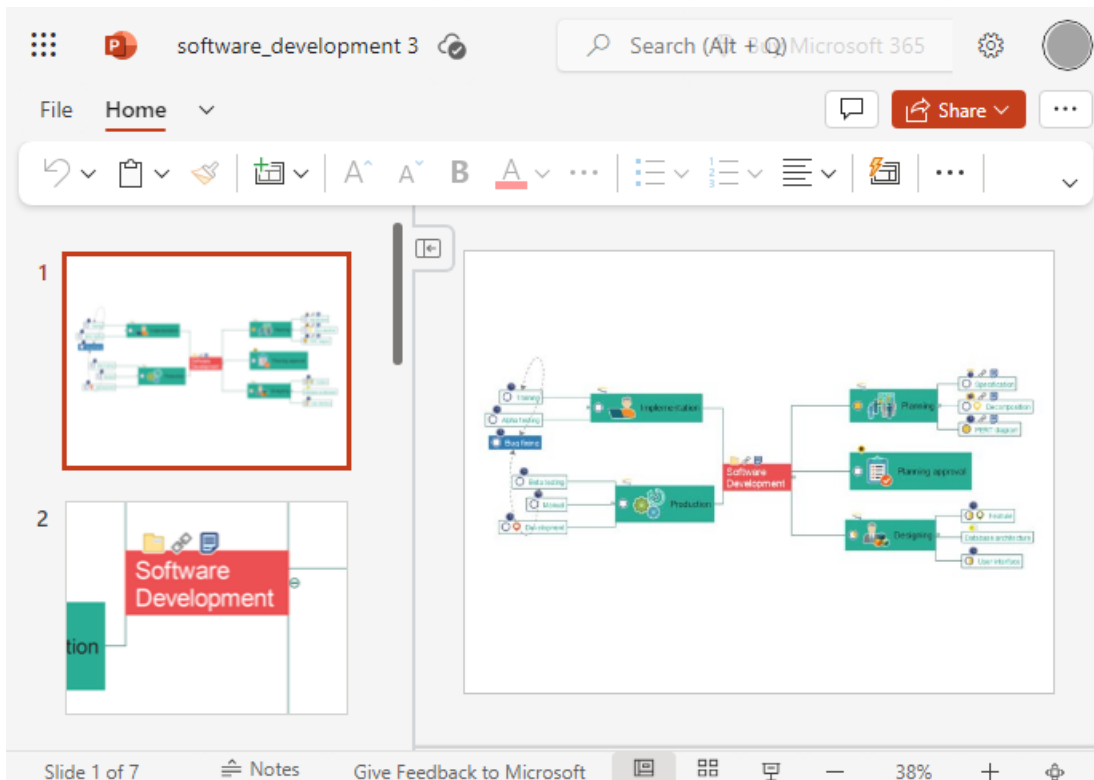 software_development 3
Search (Alt + Q)
Buy Microsoft 365
File Home
Share
A A B A
1
2
Software
Development
tion
Training
Alpha testing
Bug fixing
Implementation
Beta testing
Manual
Development
Production
Software
Development
Planning
Specification
Decomposition
PERT diagram
Planning approval
Designing
Feature
Database architecture
User interface
Slide 1 of 7 Notes Give Feedback to Microsoft 38%